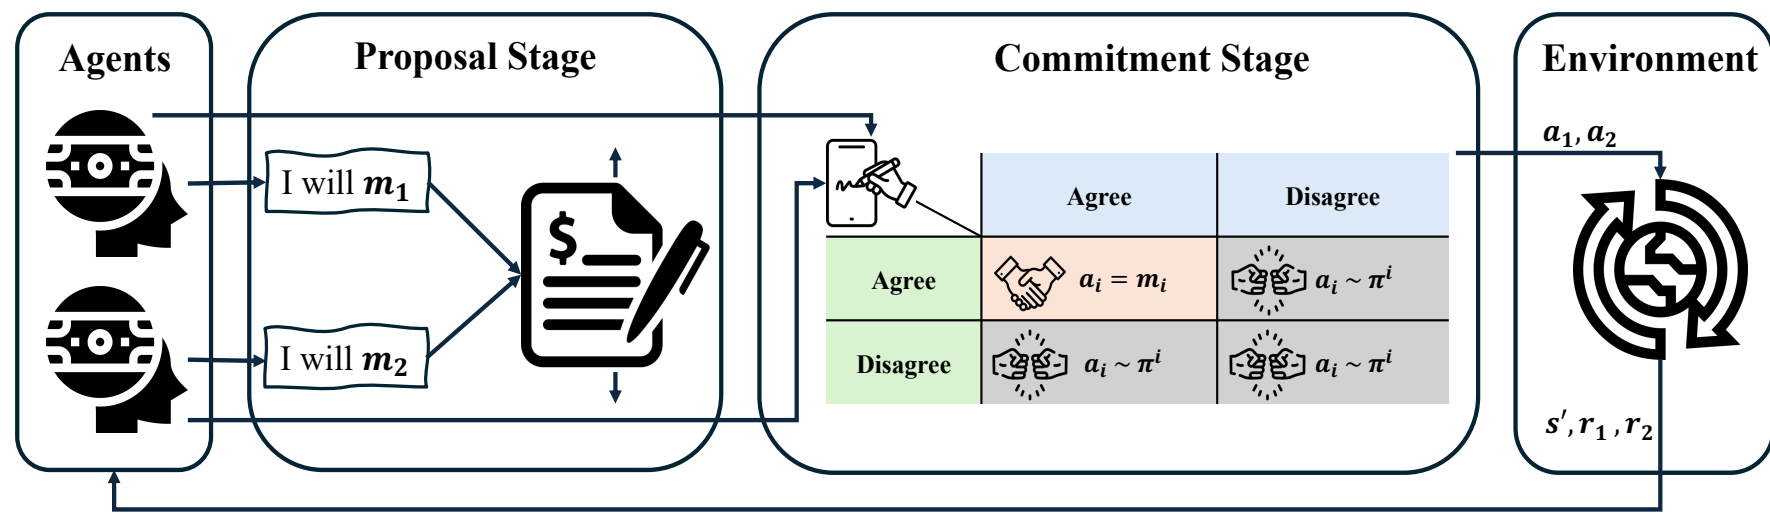 Agents
Proposal Stage
Commitment Stage
Environment
I will m₁
I will m₂
$
Agree Disagree
Agree aᵢ = mᵢ aᵢ ~ πⁱ
Disagree aᵢ ~ πⁱ aᵢ ~ πⁱ
a₁, a₂
s′, r₁, r₂